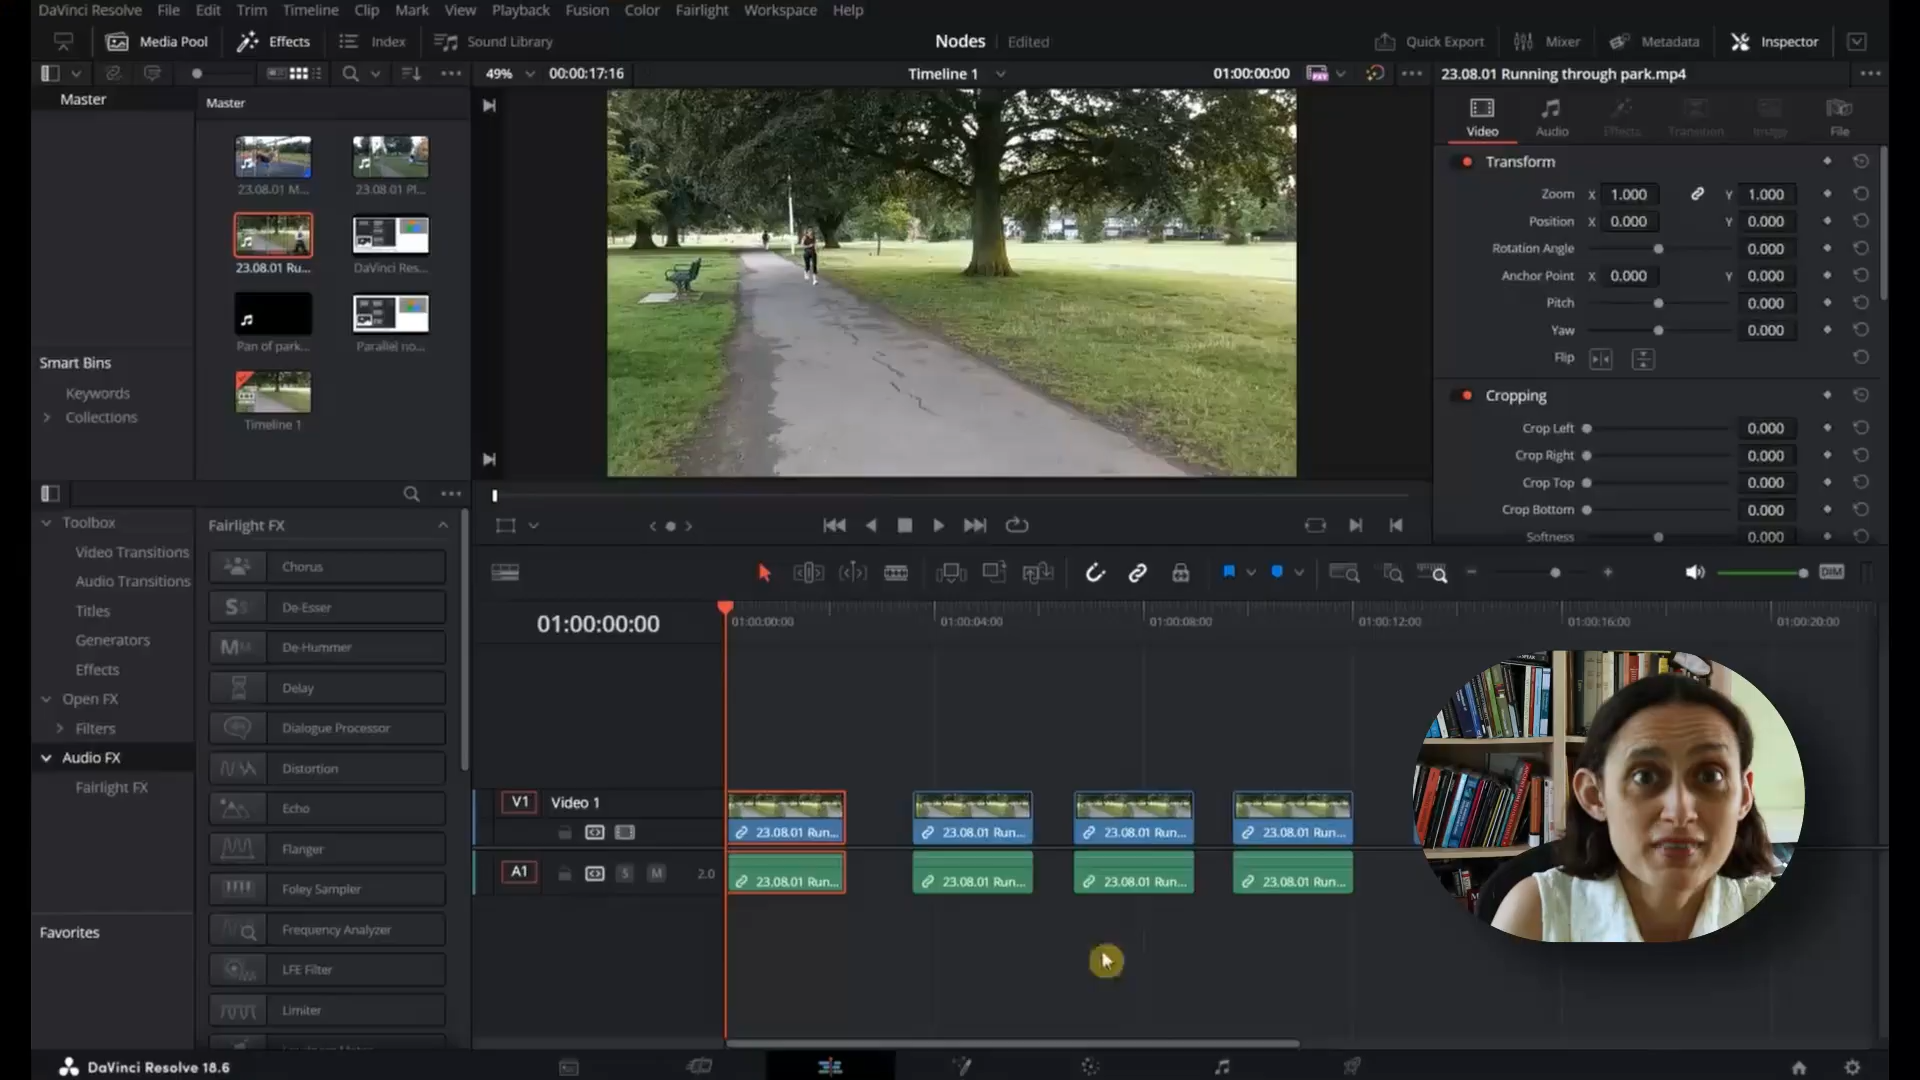 DaVinci Resolve File Edit Trim Timeline Clip Mark View Playback Fusion Color Fairlight Workspace Help
Media Pool Effects Index Sound Library Nodes Edited Quick Export Mixer Metadata Inspector
49% 00:00:17:16 Timeline 1 01:00:00:00 23.08.01 Running through park.mp4
Master
Master
23.08.01 M... 23 08 01 Pl...
23.08.01 Ru... DaVinci Res...
Pan of park... Parallel no...
Timeline 1
Smart Bins
Keywords
Collections
Video Audio Effects Transition Image File
Transform
Zoom X 1.000 Y 1.000
Position X 0.000 Y 0.000
Rotation Angle 0.000
Anchor Point X 0.000 Y 0.000
Pitch 0.000
Yaw 0.000
Flip
Cropping
Crop Left 0.000
Crop Right 0.000
Crop Top 0.000
Crop Bottom 0.000
Softness 0.000
Toolbox
Video Transitions
Audio Transitions
Titles
Generators
Effects
Open FX
Filters
Audio FX
Fairlight FX
Favorites
Fairlight FX
Chorus
De-Esser
De-Hummer
Delay
Dialogue Processor
Distortion
Echo
Flanger
Foley Sampler
Frequency Analyzer
LFE Filter
Limiter
DIM
01:00:00:00 01:00:00:00 01:00:04:00 01:00:08:00 01:00:12:00 01:00:16:00 01:00:20:00
V1 Video 1
23.08.01 Run... 23.08.01 Run... 23.08.01 Run... 23.08.01 Run...
A1 S M 2.0
23.08.01 Run... 23.08.01 Run... 23.08.01 Run... 23.08.01 Run...
DaVinci Resolve 18.6